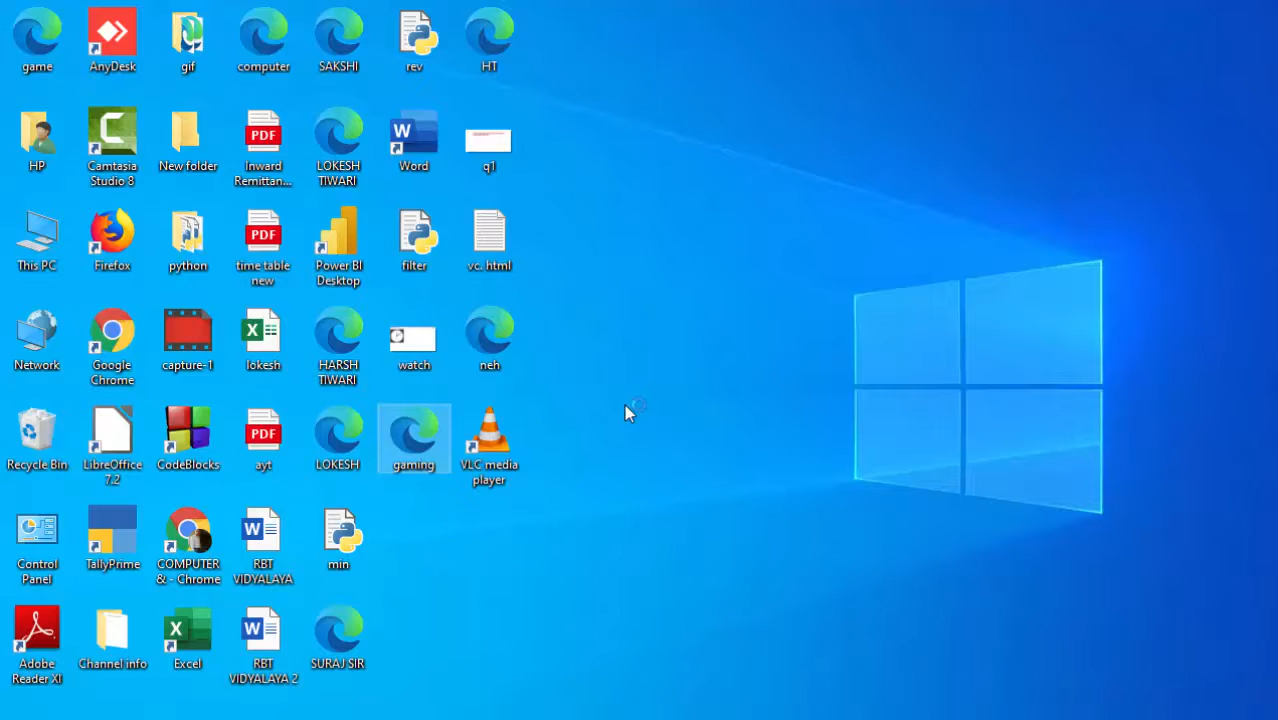 game
AnyDesk
gif
computer
SAKSHI
rev
HT
HP
Camtasia
Studio 8
New folder
PDF
Inward
Remittan...
LOKESH
TIWARI
Word
q1
This PC
Firefox
python
PDF
time table
new
Power BI
Desktop
filter
vc. html
Network
Google
Chrome
capture-1
lokesh
HARSH
TIWARI
watch
neh
Recycle Bin
LibreOffice
7.2
CodeBlocks
PDF
ayt
LOKESH
gaming
VLC media
player
Control
Panel
TallyPrime
COMPUTER
& - Chrome
RBT
VIDYALAYA
min
Adobe
Reader XI
Channel info
Excel
RBT
VIDYALAYA 2
SURAJ SIR